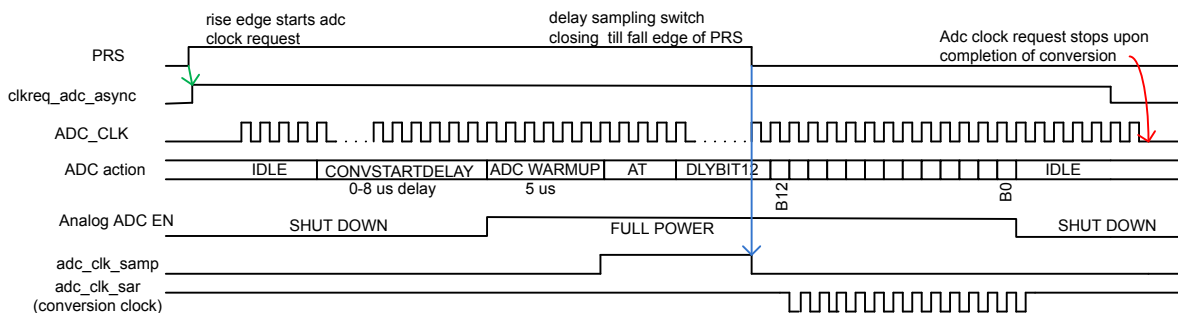 rise edge starts adc
clock request
delay sampling switch
closing till fall edge of PRS
Adc clock request stops upon
completion of conversion
PRS
clkreq_adc_async
ADC_CLK
ADC action
IDLE
CONVSTARTDELAY
ADC WARMUP
AT
DLYBIT12
B12
B0
IDLE
0-8 us delay
5 us
Analog ADC EN
SHUT DOWN
FULL POWER
SHUT DOWN
adc_clk_samp
adc_clk_sar
(conversion clock)